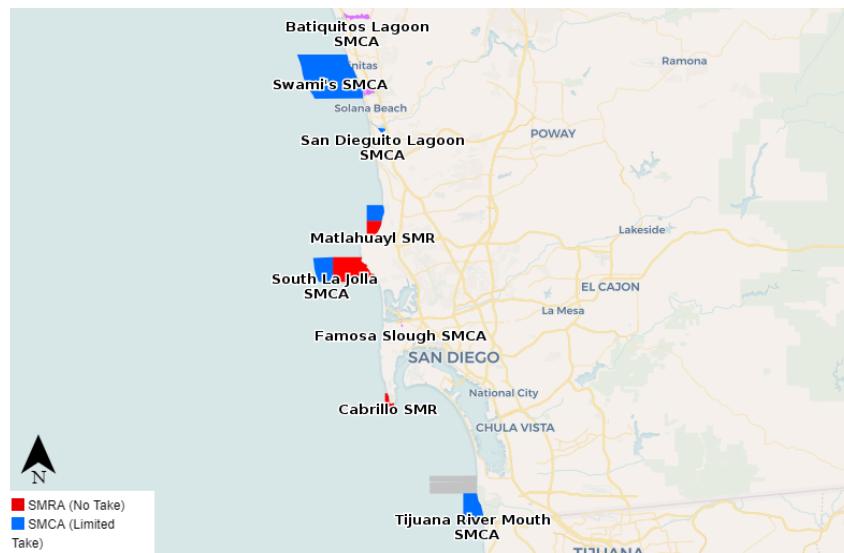 Batiquitos Lagoon
SMCA
nitas
Ramona
Swami's SMCA
Solana Beach
POWAY
San Dieguito Lagoon
SMCA
Lakeside
Matlahuayl SMR
South La Jolla
SMCA
EL CAJON
La Mesa
Famosa Slough SMCA
SAN DIEGO
National City
Cabrillo SMR
CHULA VISTA
N
SMRA (No Take)
SMCA (Limited
Take)
Tijuana River Mouth
SMCA
TIJUANA